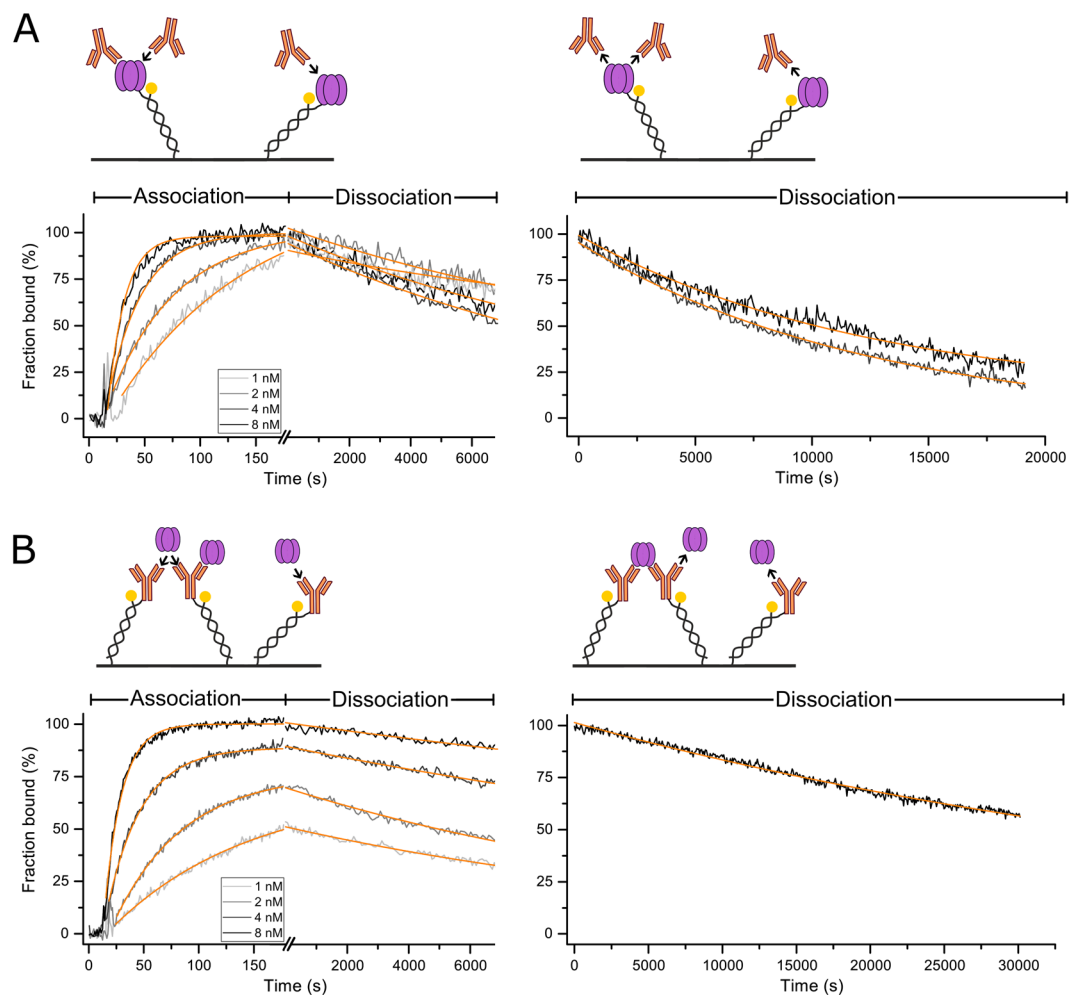 A
Association
Dissociation
Dissociation
Fraction bound (%)
100
75
50
25
0
1 nM
2 nM
4 nM
8 nM
0
50
100
150
2000
4000
6000
Time (s)
100
75
50
25
0
0
5000
10000
15000
20000
Time (s)
B
Association
Dissociation
Dissociation
Fraction bound (%)
100
75
50
25
0
1 nM
2 nM
4 nM
8 nM
0
50
100
150
2000
4000
6000
Time (s)
100
75
50
25
0
0
5000
10000
15000
20000
25000
30000
Time (s)